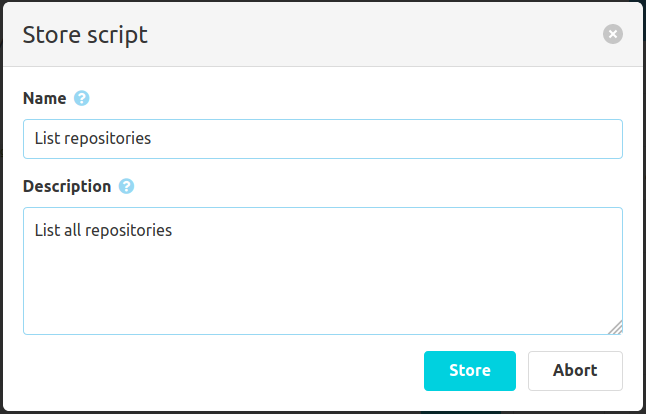 Store script
Name
List repositories
Description
List all repositories
Store Abort